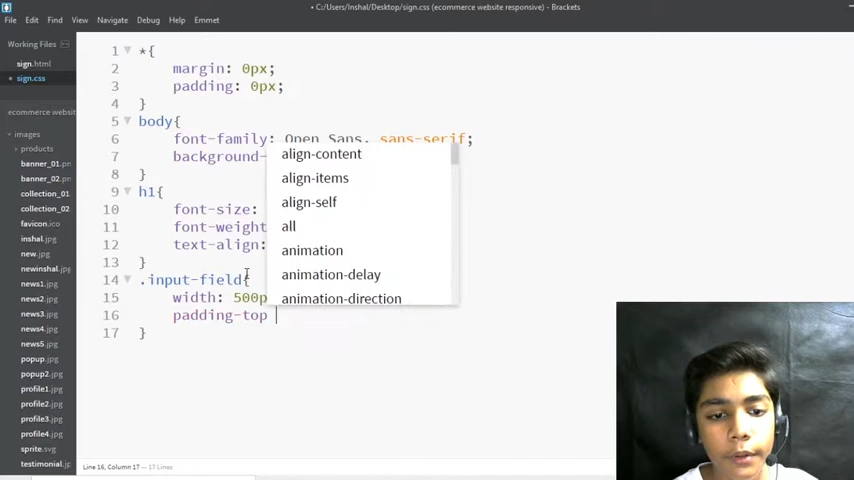 • C:/Users/Inshal/Desktop/sign.css (ecommerce website responsive) - Brackets
File Edit Find View Navigate Debug Help Emmet
Working Files
sign.html
• sign.css
ecommerce websit
images
products
banner_01.pn
banner_02.pn
collection_01
collection_02
favicon.ico
inshal.jpg
new.jpg
newinshal.jpg
news1.jpg
news2.jpg
news3.jpg
news4.jpg
news5.jpg
popup.jpg
profile1.jpg
profile2.jpg
profile3.jpg
profile4.jpg
sprite.svg
testimonial.jp
1 *{
2 margin: 0px;
3 padding: 0px;
4 }
5 body{
6 font-family: Open Sans, sans-serif;
7 background-
8 }
9 h1{
10 font-size:
11 font-weight
12 text-align:
13 }
14 .input-field{
15 width: 500p
16 padding-top
17 }
align-content
align-items
align-self
all
animation
animation-delay
animation-direction
Line 16, Column 17 — 17 Lines